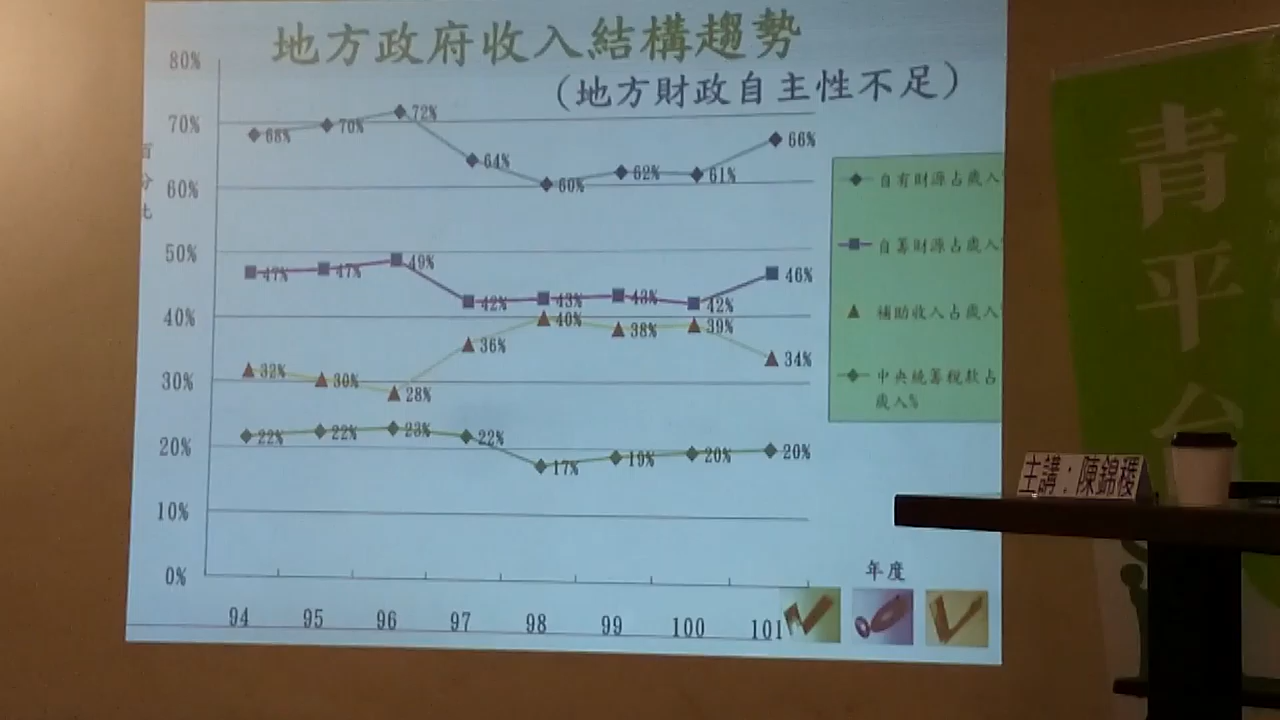 地方政府收入結構趨勢
(地方財政自主性不足)
百分比
80%
70%
60%
50%
40%
30%
20%
10%
0%
68% 70% 72% 64% 60% 62% 61% 66%
47% 47% 49% 42% 43% 43% 42% 46%
32% 30% 28% 36% 40% 38% 39% 34%
22% 22% 23% 22% 17% 19% 20% 20%
94 95 96 97 98 99 100 101
年度
自有財源占歲入
自籌財源占歲入
補助收入占歲入
中央統籌稅款占
歲入%
青平台
主講：陳錦稷